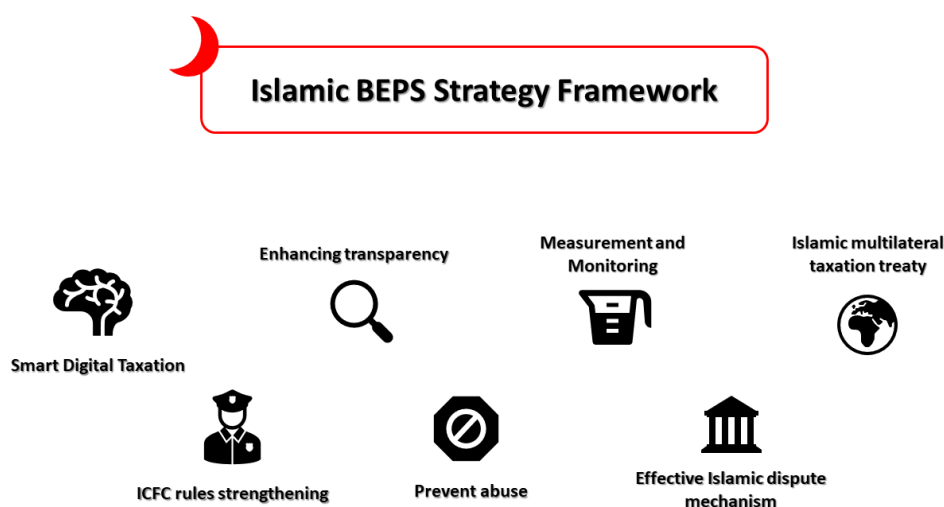 Islamic BEPS Strategy Framework
Smart Digital Taxation
Enhancing transparency
Measurement and
Monitoring
Islamic multilateral
taxation treaty
ICFC rules strengthening
Prevent abuse
Effective Islamic dispute
mechanism